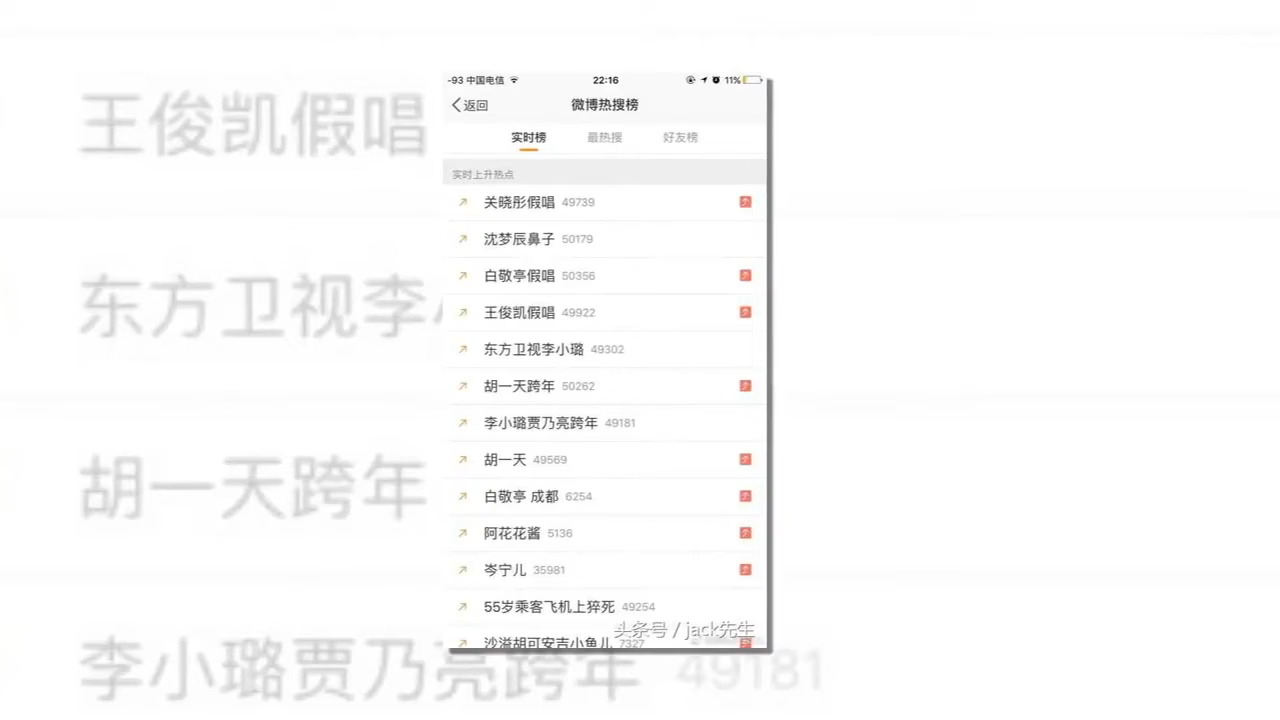 -93 中国电信 22:16 11%
返回 微博热搜榜
实时榜 最热搜 好友榜
实时上升热点
关晓彤假唱 49739
沈梦辰鼻子 50179
白敬亭假唱 50356
王俊凯假唱 49922
东方卫视李小璐 49302
胡一天跨年 50262
李小璐贾乃亮跨年 49181
胡一天 49569
白敬亭 成都 6254
阿花花酱 5136
岑宁儿 35981
55岁乘客飞机上猝死 49254
沙溢胡可安吉小鱼儿 7327
头条号 / jack先生
王俊凯假唱
东方卫视李小
胡一天跨年
李小璐贾乃亮跨年 49181